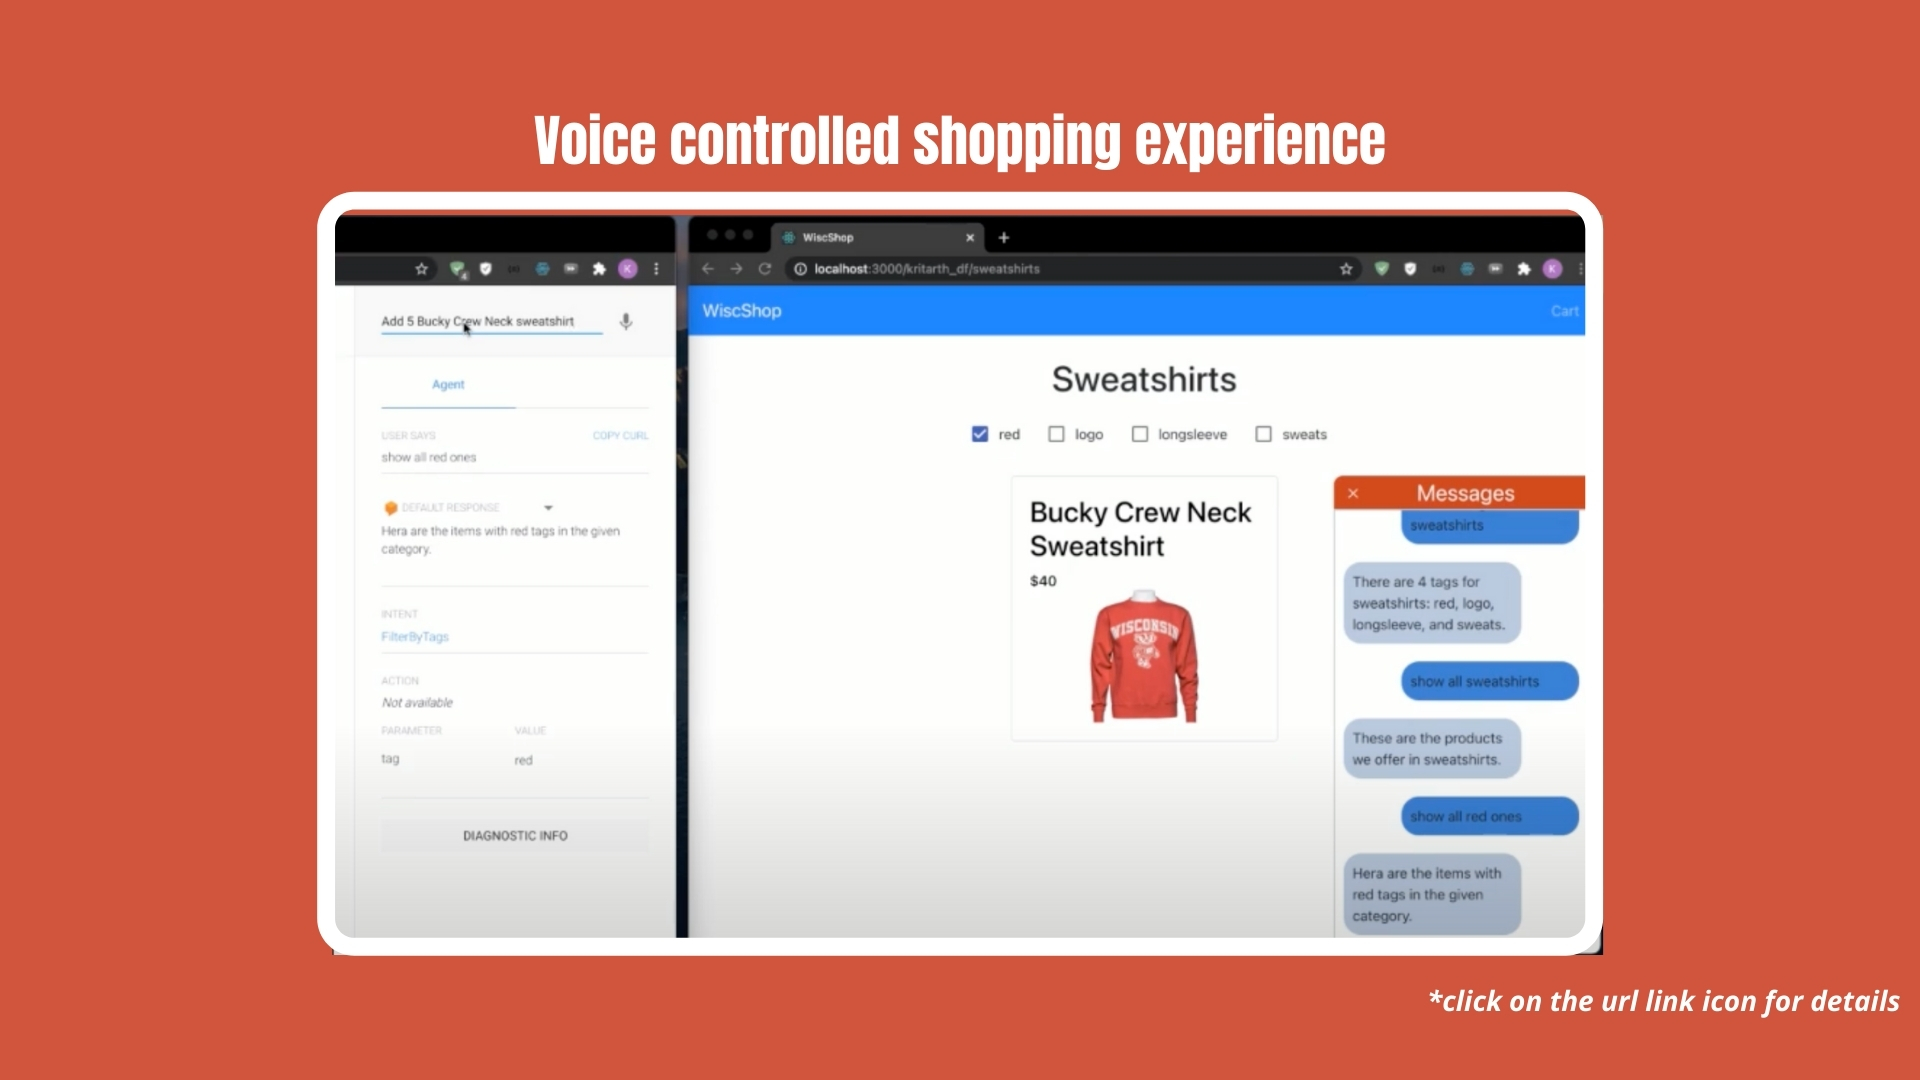 Voice controlled shopping experience
WiscShop
localhost:3000/kritarth_df/sweatshirts
K
K
Add 5 Bucky Crew Neck sweatshirt
Agent
USER SAYS
COPY CURL
show all red ones
DEFAULT RESPONSE
Hera are the items with red tags in the given
category.
INTENT
FilterByTags
ACTION
Not available
PARAMETER
VALUE
tag
red
DIAGNOSTIC INFO
WiscShop
Cart
Sweatshirts
red
logo
longsleeve
sweats
Bucky Crew Neck
Sweatshirt
$40
WISCONSIN
Messages
sweatshirts
There are 4 tags for
sweatshirts: red, logo,
longsleeve, and sweats.
show all sweatshirts
These are the products
we offer in sweatshirts.
show all red ones
Hera are the items with
red tags in the given
category.
*click on the url link icon for details